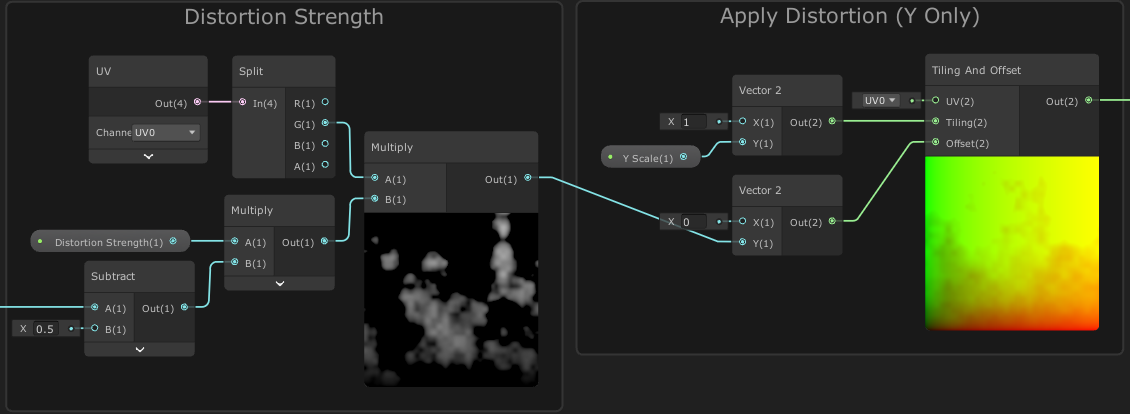 Distortion Strength
UV
Out(4)
Channe UV0
Split
In(4)
R(1)
G(1)
B(1)
A(1)
Multiply
A(1)
B(1)
Out(1)
Distortion Strength(1)
Multiply
A(1)
B(1)
Out(1)
Subtract
A(1)
B(1)
Out(1)
X 0.5
Apply Distortion (Y Only)
X 1
Y Scale(1)
Vector 2
X(1)
Y(1)
Out(2)
X 0
Vector 2
X(1)
Y(1)
Out(2)
UV0
Tiling And Offset
UV(2)
Tiling(2)
Offset(2)
Out(2)